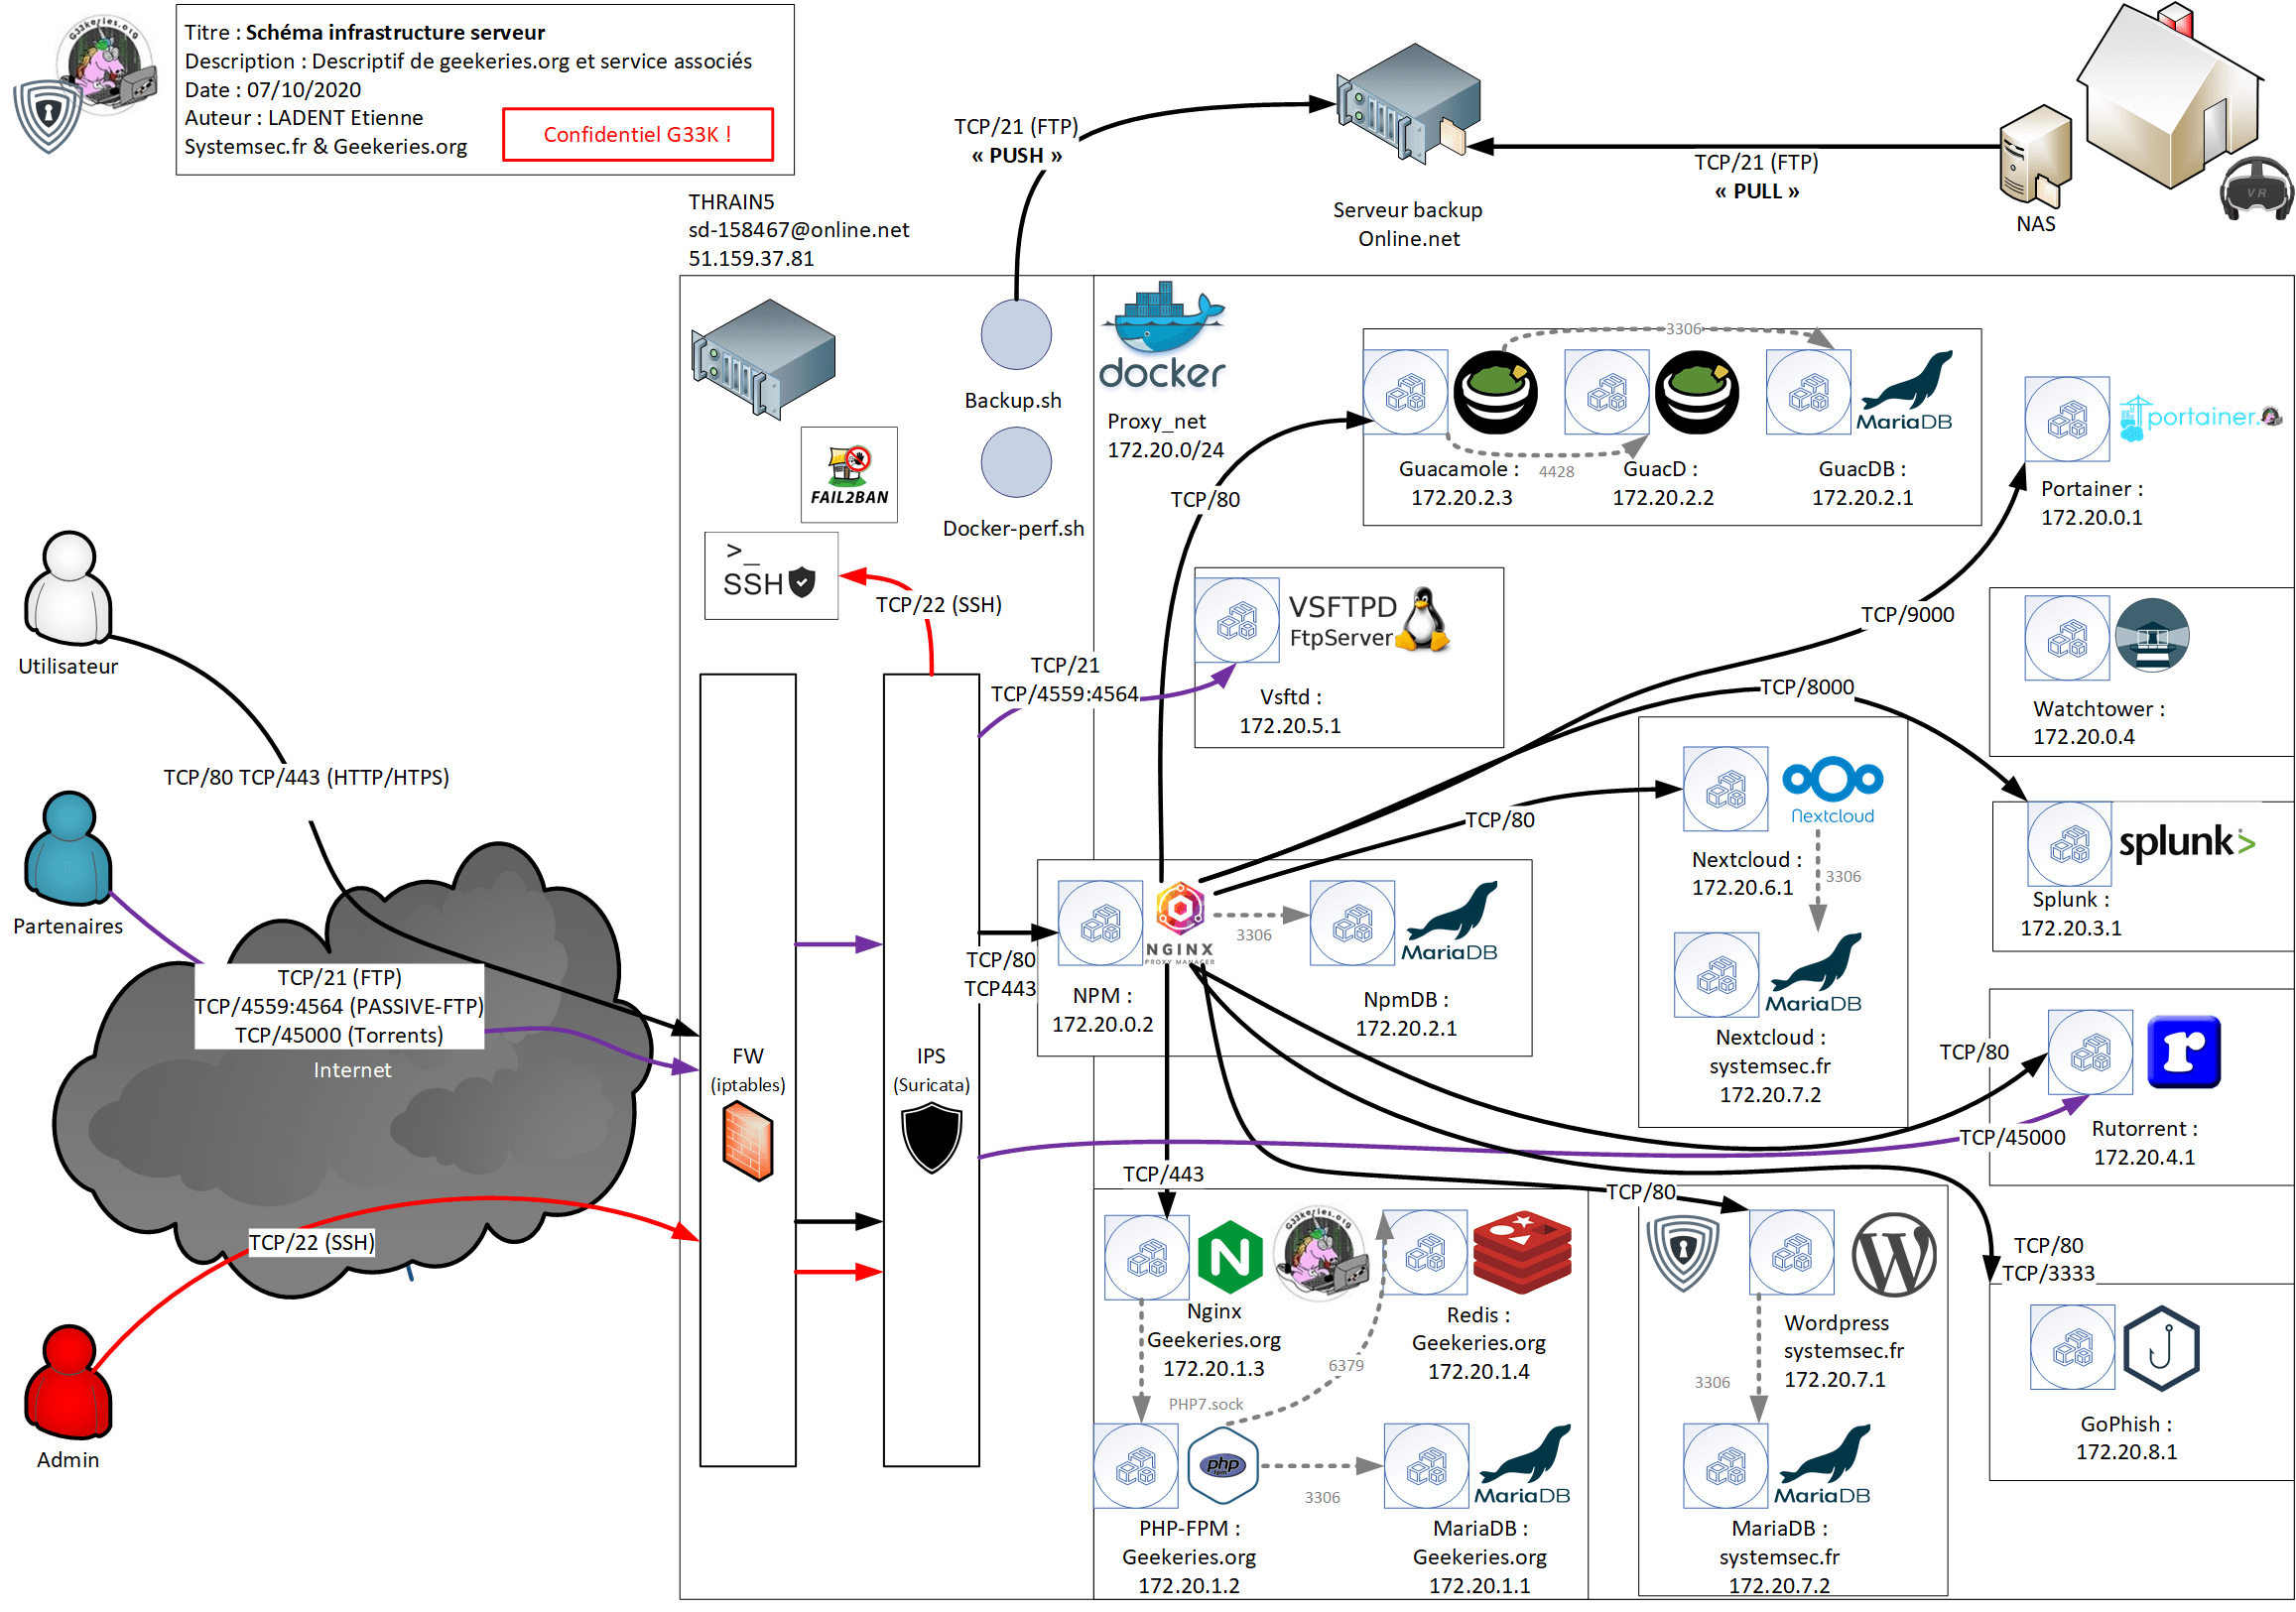 G33keries.org
Titre : Schéma infrastructure serveur
Description : Descriptif de geekeries.org et service associés
Date : 07/10/2020
Auteur : LADENT Etienne
Systemsec.fr & Geekeries.org
Confidentiel G33K !
TCP/21 (FTP)
« PUSH »
Serveur backup
Online.net
TCP/21 (FTP)
« PULL »
NAS
VR
THRAIN5
sd-158467@online.net
51.159.37.81
Backup.sh
Docker-perf.sh
FAIL2BAN
>_
SSH
TCP/22 (SSH)
docker
Proxy_net
172.20.0/24
TCP/80
3306
MariaDB
Guacamole :
172.20.2.3
4428
GuacD :
172.20.2.2
GuacDB :
172.20.2.1
portainer.
Portainer :
172.20.0.1
TCP/9000
VSFTPD
FtpServer
Vsftd :
172.20.5.1
TCP/21
TCP/4559:4564
TCP/8000
Watchtower :
172.20.0.4
Nextcloud
Nextcloud :
172.20.6.1
3306
MariaDB
Nextcloud :
systemsec.fr
172.20.7.2
TCP/80
splunk>
Splunk :
172.20.3.1
Utilisateur
TCP/80 TCP/443 (HTTP/HTPS)
Partenaires
TCP/21 (FTP)
TCP/4559:4564 (PASSIVE-FTP)
TCP/45000 (Torrents)
Internet
TCP/22 (SSH)
Admin
FW
(iptables)
IPS
(Suricata)
TCP/80
TCP443
NGINX
PROXY MANAGER
3306
MariaDB
NPM :
172.20.0.2
NpmDB :
172.20.2.1
TCP/80
r
TCP/45000
Rutorrent :
172.20.4.1
TCP/443
N
G33keries.org
Nginx
Geekeries.org
172.20.1.3
Redis :
Geekeries.org
172.20.1.4
6379
PHP7.sock
php
fpm
3306
MariaDB
PHP-FPM :
Geekeries.org
172.20.1.2
MariaDB :
Geekeries.org
172.20.1.1
TCP/80
W
Wordpress
systemsec.fr
172.20.7.1
3306
MariaDB
MariaDB :
systemsec.fr
172.20.7.2
TCP/80
TCP/3333
GoPhish :
172.20.8.1